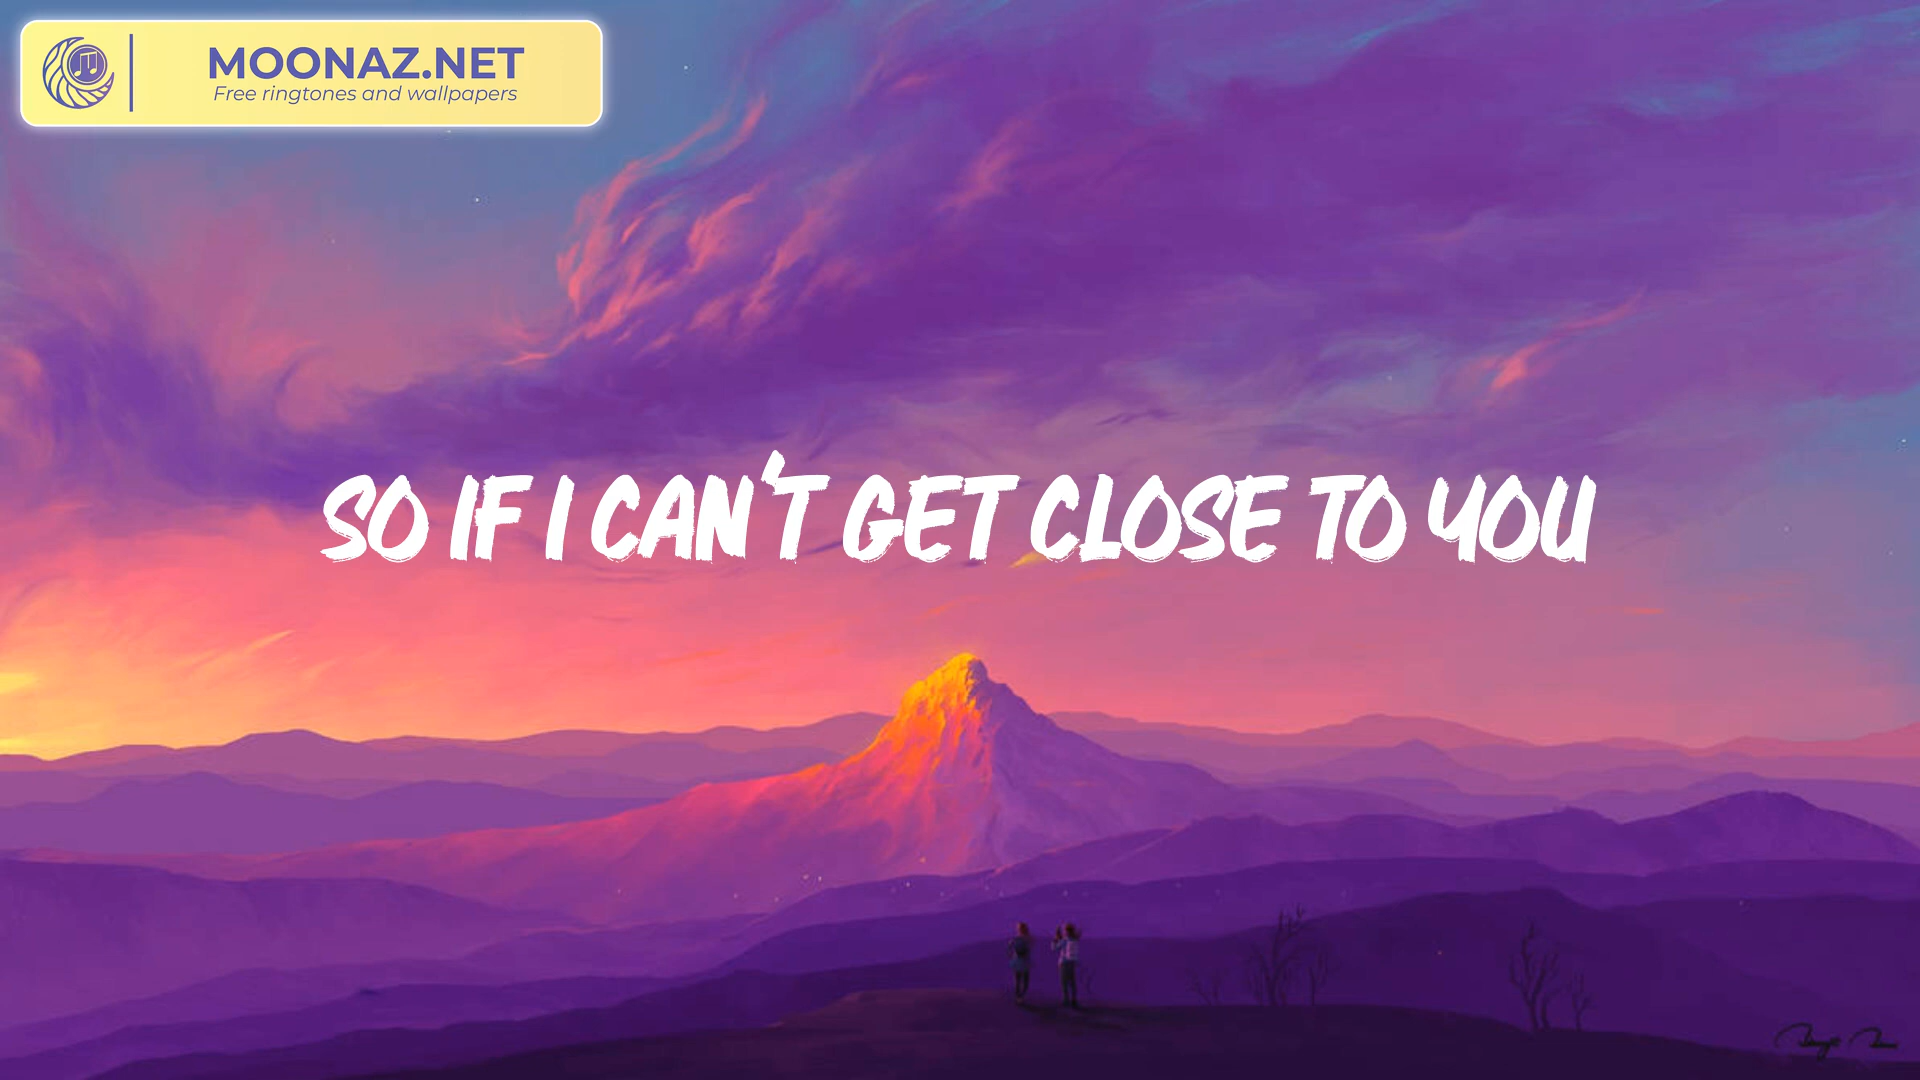 MOONAZ.NET
Free ringtones and wallpapers
SO IF I CAN'T GET CLOSE TO YOU